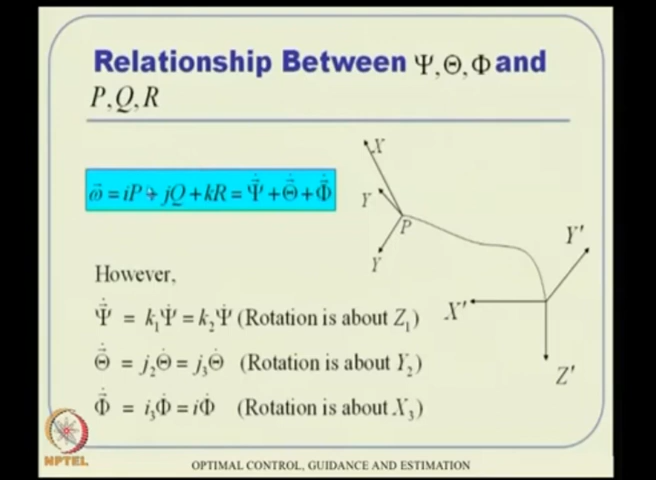 Relationship Between Ψ,Θ,Φ and
P,Q,R
ω⃗ = iP + jQ + kR = Ψ̇⃗ + Θ̇⃗ + Φ̇⃗
X
Y
P
Y
Y'
X'
Z'
However,
Ψ̇⃗ = k₁Ψ̇ = k₂Ψ̇ (Rotation is about Z₁)
Θ̇⃗ = j₂Θ̇ = j₃Θ̇ (Rotation is about Y₂)
Φ̇⃗ = i₃Φ̇ = iΦ̇ (Rotation is about X₃)
NPTEL
OPTIMAL CONTROL, GUIDANCE AND ESTIMATION